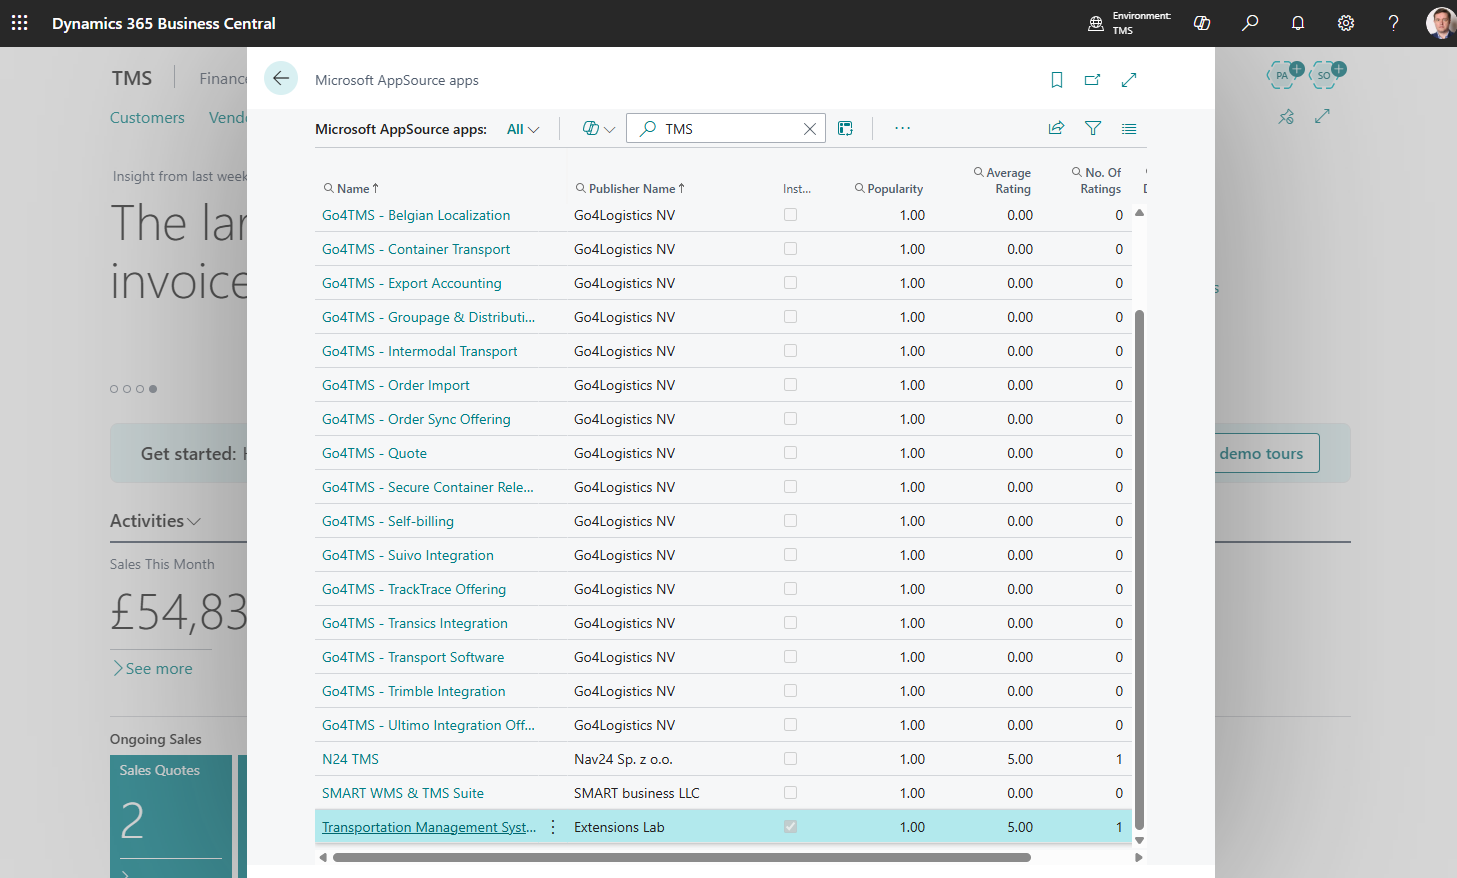 Dynamics 365 Business Central
Environment:
TMS
TMS
Finance
Customers
Insight from last week
The
invoice
Get started:
Activities
Sales This Month
£54,83
See more
Ongoing Sales
Sales Quotes
2
Microsoft AppSource apps
Microsoft AppSource apps: All TMS
Name Publisher Name Inst... Popularity Average Rating No. Of Ratings
Go4TMS - Belgian Localization Go4Logistics NV 1.00 0.00 0
Go4TMS - Container Transport Go4Logistics NV 1.00 0.00 0
Go4TMS - Export Accounting Go4Logistics NV 1.00 0.00 0
Go4TMS - Groupage & Distributi... Go4Logistics NV 1.00 0.00 0
Go4TMS - Intermodal Transport Go4Logistics NV 1.00 0.00 0
Go4TMS - Order Import Go4Logistics NV 1.00 0.00 0
Go4TMS - Order Sync Offering Go4Logistics NV 1.00 0.00 0
Go4TMS - Quote Go4Logistics NV 1.00 0.00 0
Go4TMS - Secure Container Rele... Go4Logistics NV 1.00 0.00 0
Go4TMS - Self-billing Go4Logistics NV 1.00 0.00 0
Go4TMS - Suivo Integration Go4Logistics NV 1.00 0.00 0
Go4TMS - TrackTrace Offering Go4Logistics NV 1.00 0.00 0
Go4TMS - Transics Integration Go4Logistics NV 1.00 0.00 0
Go4TMS - Transport Software Go4Logistics NV 1.00 0.00 0
Go4TMS - Trimble Integration Go4Logistics NV 1.00 0.00 0
Go4TMS - Ultimo Integration Off... Go4Logistics NV 1.00 0.00 0
N24 TMS Nav24 Sp. z o.o. 1.00 5.00 1
SMART WMS & TMS Suite SMART business LLC 1.00 0.00 0
Transportation Management Syst... Extensions Lab 1.00 5.00 1
PA
SO
demo tours